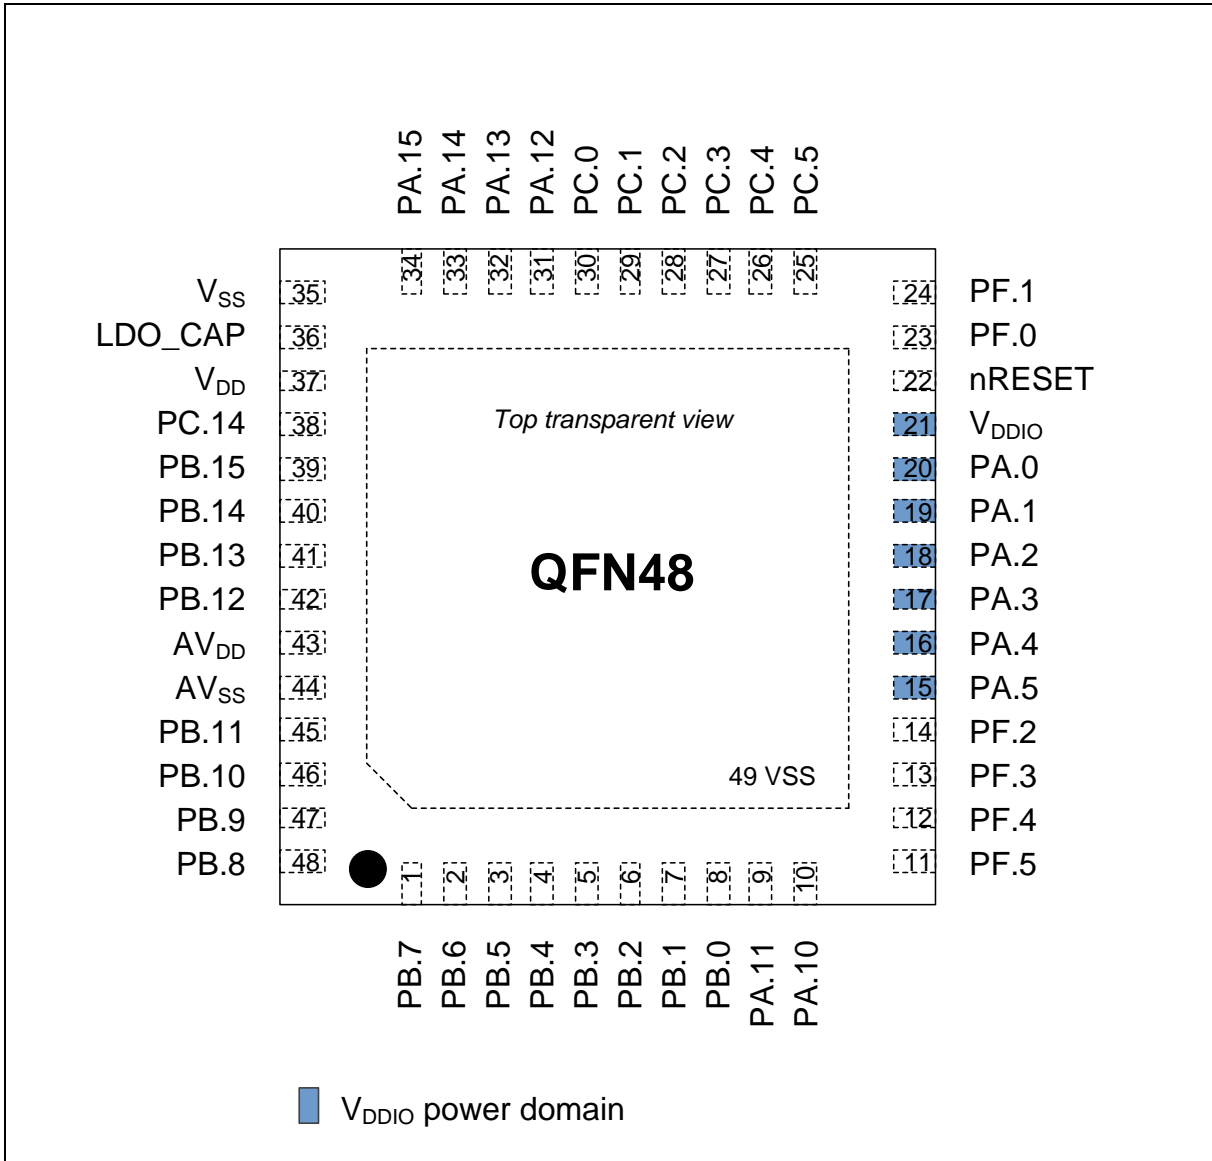 PA.15 PA.14 PA.13 PA.12 PC.0 PC.1 PC.2 PC.3 PC.4 PC.5
34 33 32 31 30 29 28 27 26 25
VSS 35 24 PF.1
LDO_CAP 36 23 PF.0
VDD 37 22 nRESET
PC.14 38 Top transparent view 21 VDDIO
PB.15 39 20 PA.0
PB.14 40 19 PA.1
PB.13 41 QFN48 18 PA.2
PB.12 42 17 PA.3
AVDD 43 16 PA.4
AVSS 44 15 PA.5
PB.11 45 14 PF.2
PB.10 46 49 VSS 13 PF.3
PB.9 47 12 PF.4
PB.8 48 11 PF.5
1 2 3 4 5 6 7 8 9 10
PB.7 PB.6 PB.5 PB.4 PB.3 PB.2 PB.1 PB.0 PA.11 PA.10
VDDIO power domain